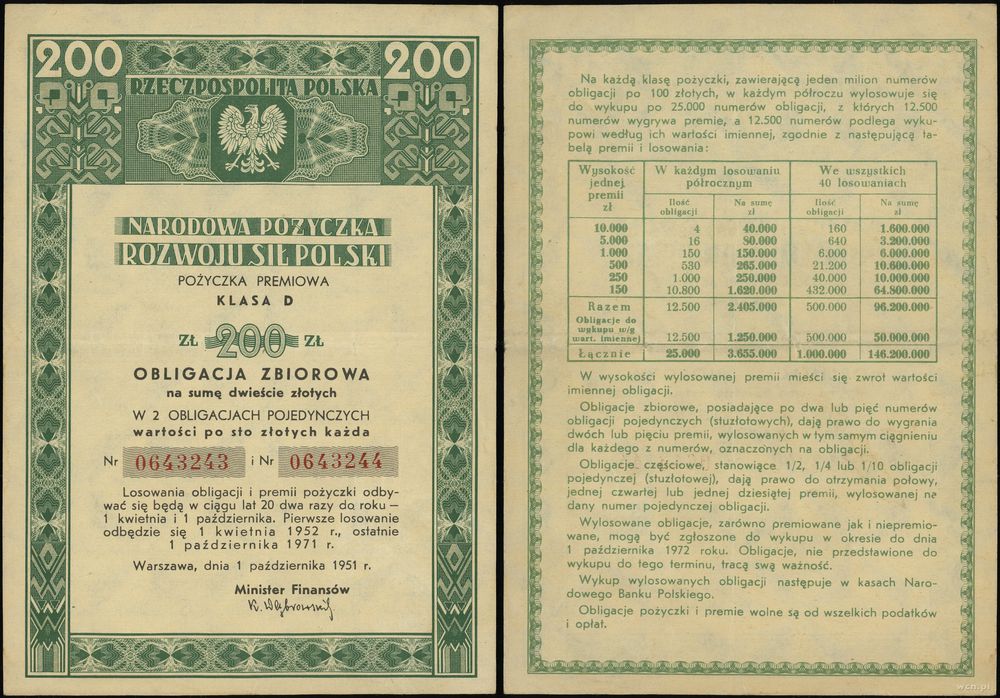 200 200
RZECZPOSPOLITA POLSKA
NARODOWA POŻYCZKA
ROZWOJU SIŁ POLSKI
POŻYCZKA PREMIOWA
KLASA D
ZŁ 200 ZŁ
OBLIGACJA ZBIOROWA
na sumę dwieście złotych
W 2 OBLIGACJACH POJEDYNCZYCH
wartości po sto złotych każda
Nr 0643243 i Nr 0643244
Losowania obligacji i premii pożyczki odby-
wać się będą w ciągu lat 20 dwa razy do roku –
1 kwietnia i 1 października. Pierwsze losowanie
odbędzie się 1 kwietnia 1952 r., ostatnie
1 października 1971 r.
Warszawa, dnia 1 października 1951 r.
Minister Finansów
K. Dąbrowski
Na każdą klasę pożyczki, zawierającą jeden milion numerów
obligacji po 100 złotych, w każdym półroczu wylosowuje się
do wykupu po 25.000 numerów obligacji, z których 12.500
numerów wygrywa premie, a 12.500 numerów podlega wyku-
powi według ich wartości imiennej, zgodnie z następującą ta-
belą premii i losowania:
Wysokość jednej premii zł W każdym losowaniu półrocznym We wszystkich 40 losowaniach
Ilość obligacji Na sumę zł Ilość obligacji Na sumę zł
10.000 4 40.000 160 1.600.000
5.000 16 80.000 640 3.200.000
1.000 150 150.000 6.000 6.000.000
500 530 265.000 21.200 10.600.000
250 1.000 250.000 40.000 10.000.000
150 10.800 1.620.000 432.000 64.800.000
Razem 12.500 2.405.000 500.000 96.200.000
Obligacje do
wykupu w/g
wart. imiennej 12.500 1.250.000 500.000 50.000.000
Łącznie 25.000 3.655.000 1.000.000 146.200.000
W wysokości wylosowanej premii mieści się zwrot wartości
imiennej obligacji.
Obligacje zbiorowe, posiadające po dwa lub pięć numerów
obligacji pojedynczych (stuzłotowych), dają prawo do wygrania
dwóch lub pięciu premii, wylosowanych w tym samym ciągnieniu
dla każdego z numerów, oznaczonych na obligacji.
Obligacje częściowe, stanowiące 1/2, 1/4 lub 1/10 obligacji
pojedynczej (stuzłotowej), dają prawo do otrzymania połowy,
jednej czwartej lub jednej dziesiątej premii, wylosowanej na
dany numer pojedynczej obligacji.
Wylosowane obligacje, zarówno premiowane jak i niepremio-
wane, mogą być zgłoszone do wykupu w okresie do dnia
1 października 1972 roku. Obligacje, nie przedstawione do
wykupu do tego terminu, tracą swą ważność.
Wykup wylosowanych obligacji następuje w kasach Naro-
dowego Banku Polskiego.
Obligacje pożyczki i premie wolne są od wszelkich podatków
i opłat.
wcn.pl